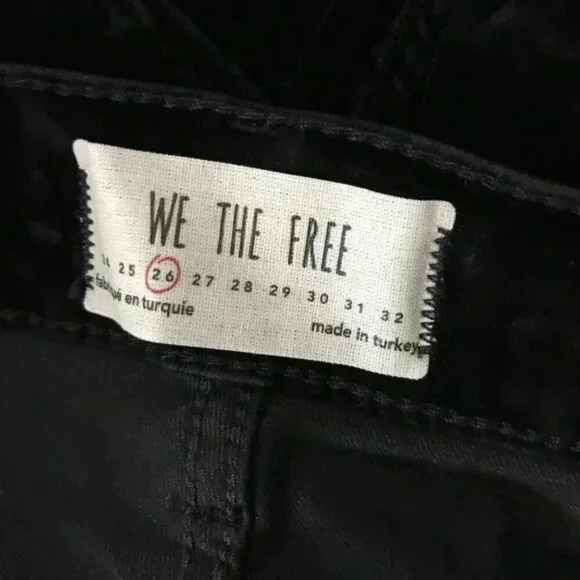 WE THE FREE
24 25 26 27 28 29 30 31 32
fabriqué en turquie
made in turkey